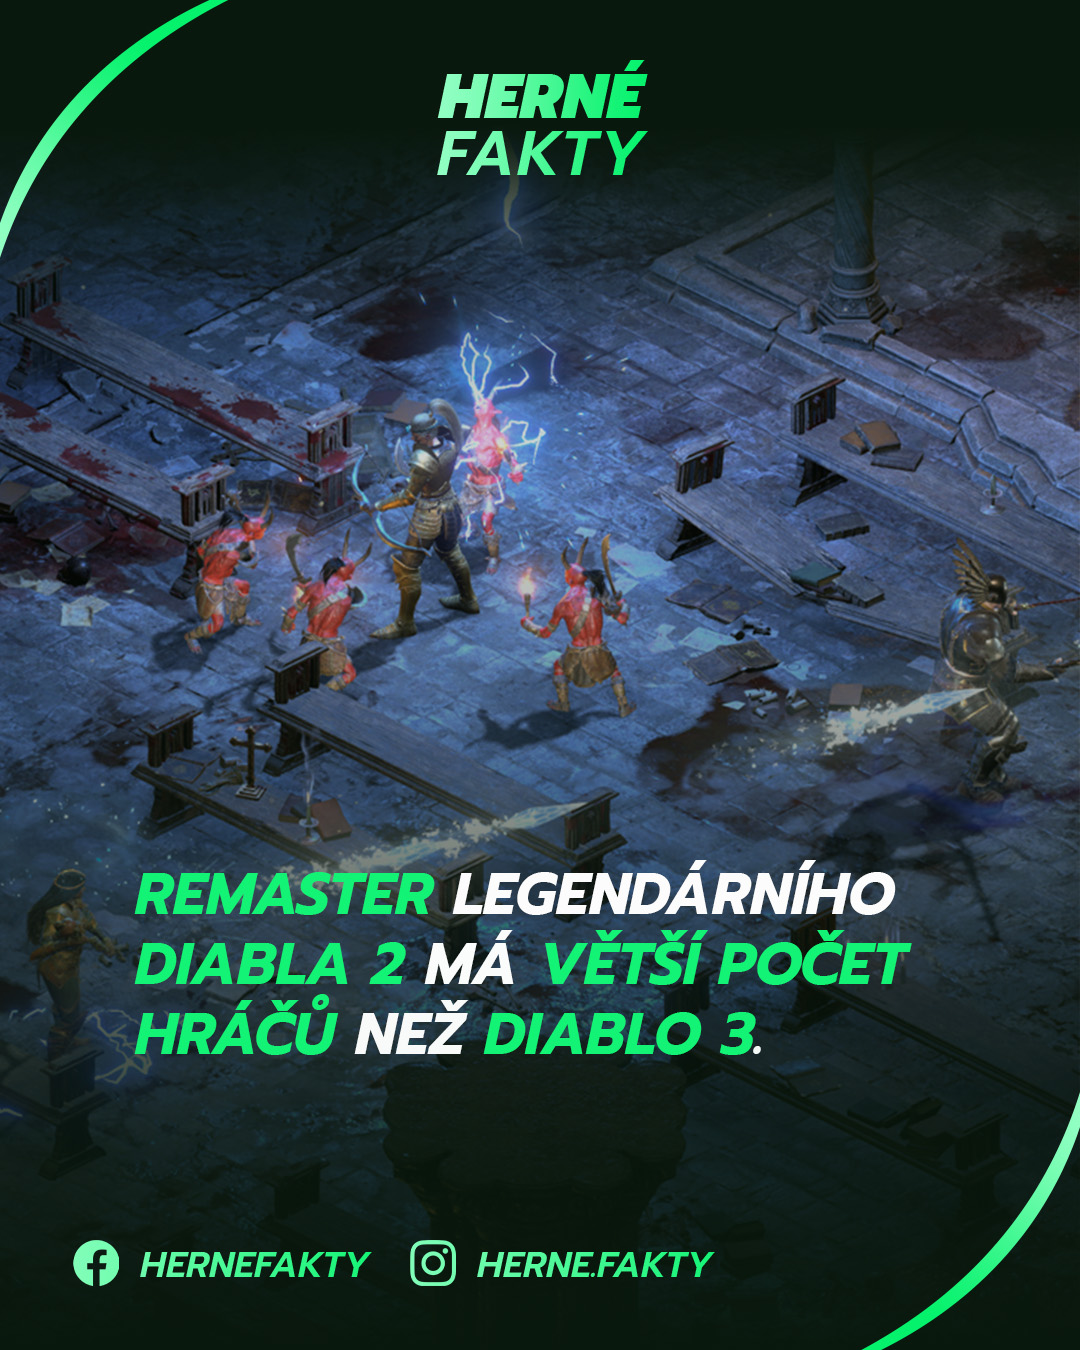 HERNÉ
FAKTY
REMASTER LEGENDÁRNÍHO
DIABLA 2 MÁ VĚTŠÍ POČET
HRÁČŮ NEŽ DIABLO 3.
HERNEFAKTY HERNE.FAKTY